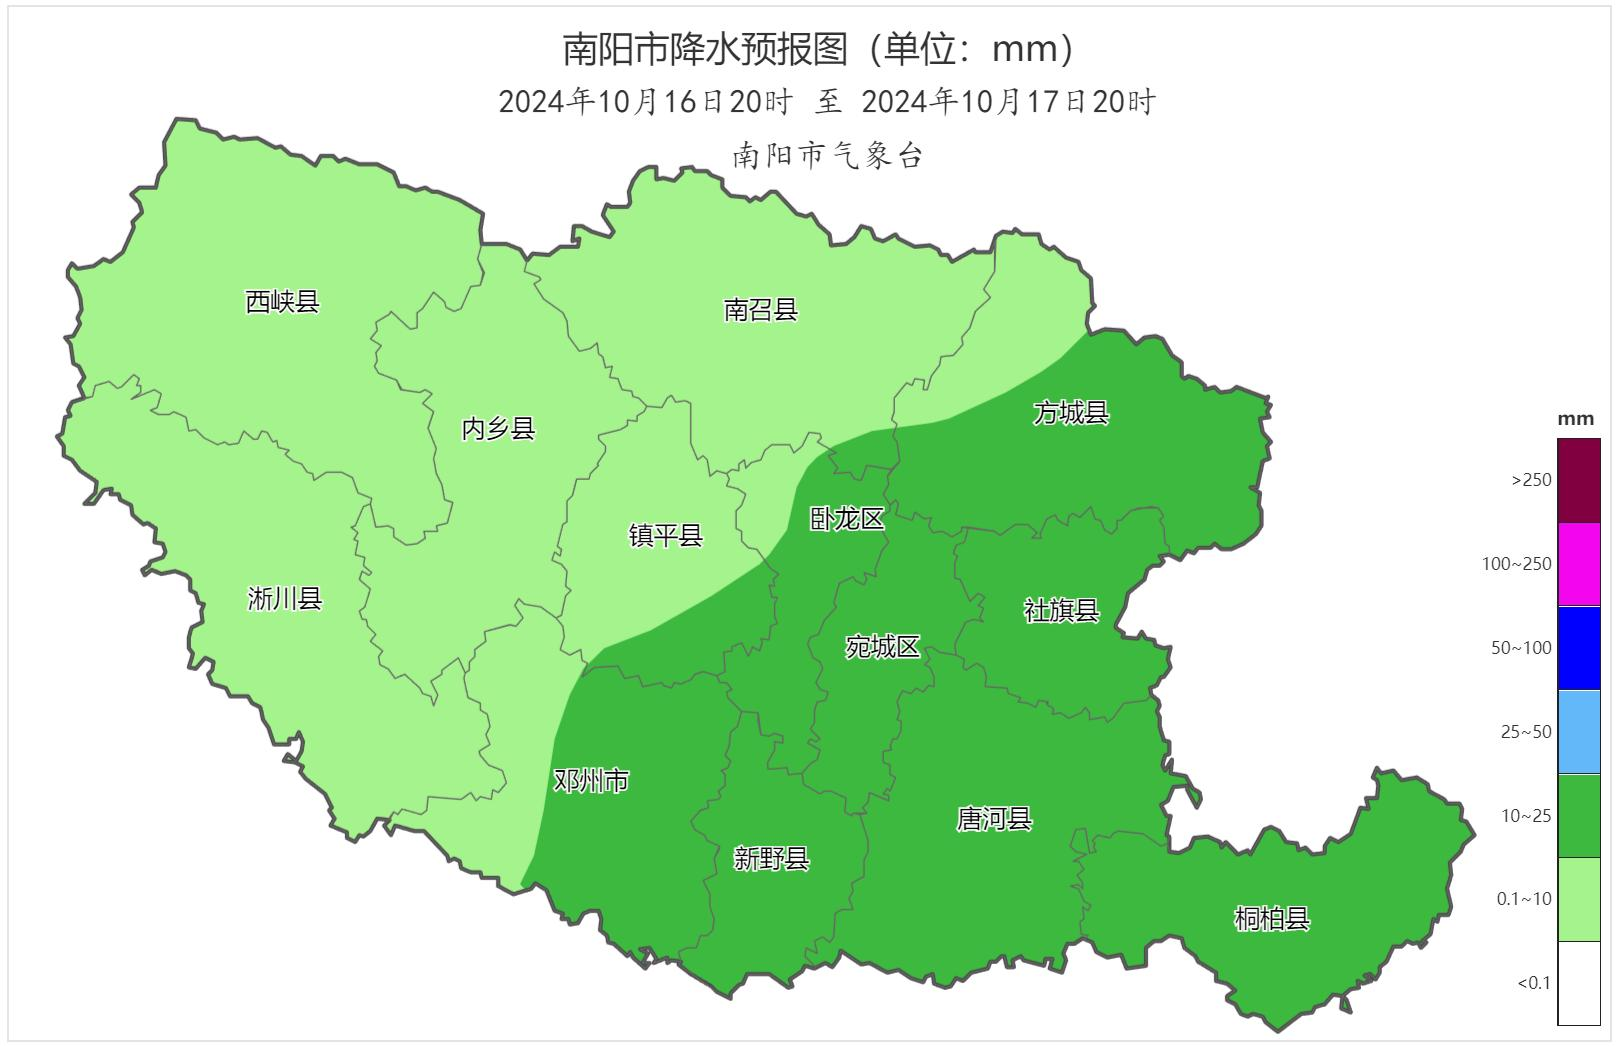 南阳市降水预报图（单位：mm）
2024年10月16日20时 至 2024年10月17日20时
南阳市气象台
西峡县
南召县
方城县
内乡县
镇平县
卧龙区
淅川县
社旗县
宛城区
邓州市
唐河县
新野县
桐柏县
mm
>250
100~250
50~100
25~50
10~25
0.1~10
<0.1